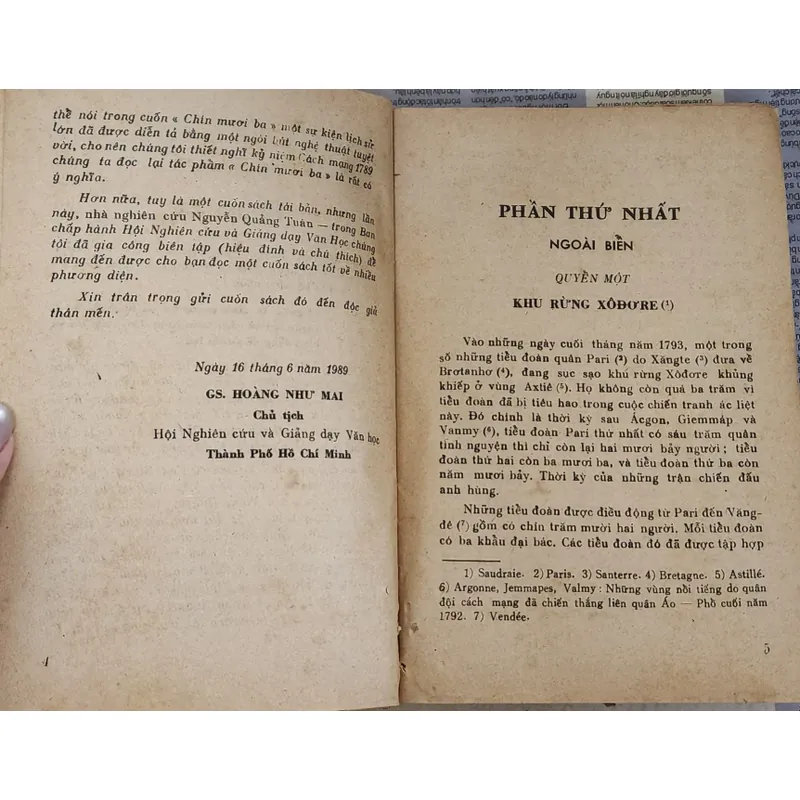 thể nói trong cuốn « Chín mươi ba » một sự kiện lịch sử
lớn đã được diễn tả bằng một ngòi bút nghệ thuật tuyệt
vời, cho nên chúng tôi thiết nghĩ kỷ niệm Cách mạng 1789
chúng ta đọc lại tác phẩm « Chín mươi ba » là rất có
ý nghĩa.
Hơn nữa, tuy là một cuốn sách tái bản, nhưng lần
này, nhà nghiên cứu Nguyễn Quảng Tuân — trong Ban
chấp hành Hội Nghiên cứu và Giảng dạy Văn Học chúng
tôi đã gia công biên tập (hiệu đính và chú thích) để
mang đến được cho bạn đọc một cuốn sách tốt về nhiều
phương diện.
Xin trân trọng gửi cuốn sách đó đến độc giả
thân mến.
Ngày 16 tháng 6 năm 1989
GS. HOÀNG NHƯ MAI
Chủ tịch
Hội Nghiên cứu và Giảng dạy Văn học
Thành Phố Hồ Chí Minh
4
PHẦN THỨ NHẤT
NGOÀI BIỂN
QUYỂN MỘT
KHU RỪNG XÔĐƠRE (¹)
Vào những ngày cuối tháng năm 1793, một trong
số những tiểu đoàn quân Pari (²) do Xăngte (³) đưa về
Brơtanhơ (⁴), đang sục sạo khú rừng Xôđơre khủng
khiếp ở vùng Axtiê (⁵). Họ không còn quá ba trăm vì
tiểu đoàn đã bị tiêu hao trong cuộc chiến tranh ác liệt
này. Đó chính là thời kỳ sau Ácgon, Giemmáp và
Vanmy (⁶), tiểu đoàn Pari thứ nhất có sáu trăm quân
tình nguyện thì chỉ còn lại hai mươi bảy người ; tiểu
đoàn thứ hai còn ba mươi ba, và tiểu đoàn thứ ba còn
năm mươi bảy. Thời kỳ của những trận chiến đấu
anh hùng.
Những tiểu đoàn được điều động từ Pari đến Văng-
đê (⁷) gồm có chín trăm mười hai người. Mỗi tiểu đoàn
có ba khẩu đại bác. Các tiểu đoàn đó đã được tập hợp
1) Saudraie. 2) Paris. 3) Santerre. 4) Bretagne. 5) Astillé.
6) Argonne, Jemmapes, Valmy : Những vùng nổi tiếng do quân
đội cách mạng đã chiến thắng liên quân Áo — Phổ cuối năm
1792. 7) Vendée.
5